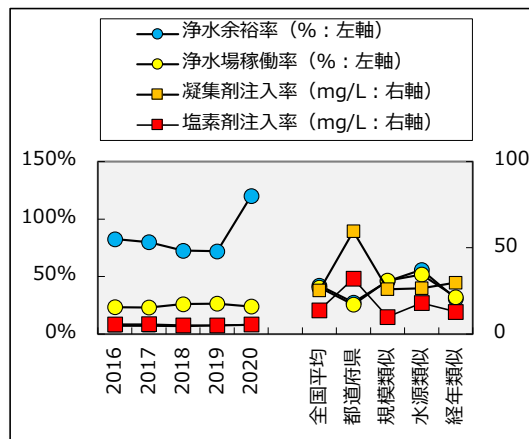 浄水余裕率（%：左軸）
浄水場稼働率（%：左軸）
凝集剤注入率（mg/L：右軸）
塩素剤注入率（mg/L：右軸）
150%
100%
50%
0%
100
50
0
2016
2017
2018
2019
2020
全国平均
都道府県
規模類似
水源類似
経年類似